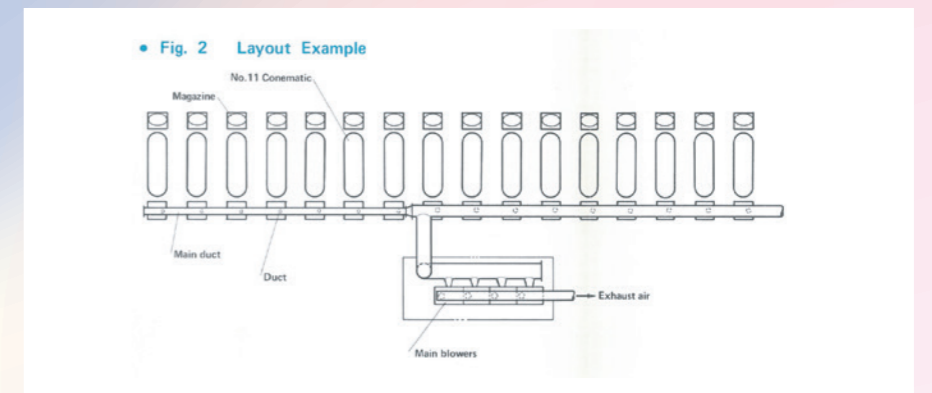 • Fig. 2 Layout Example
No.11 Conematic
Magazine
Main duct
Duct
Exhaust air
Main blowers